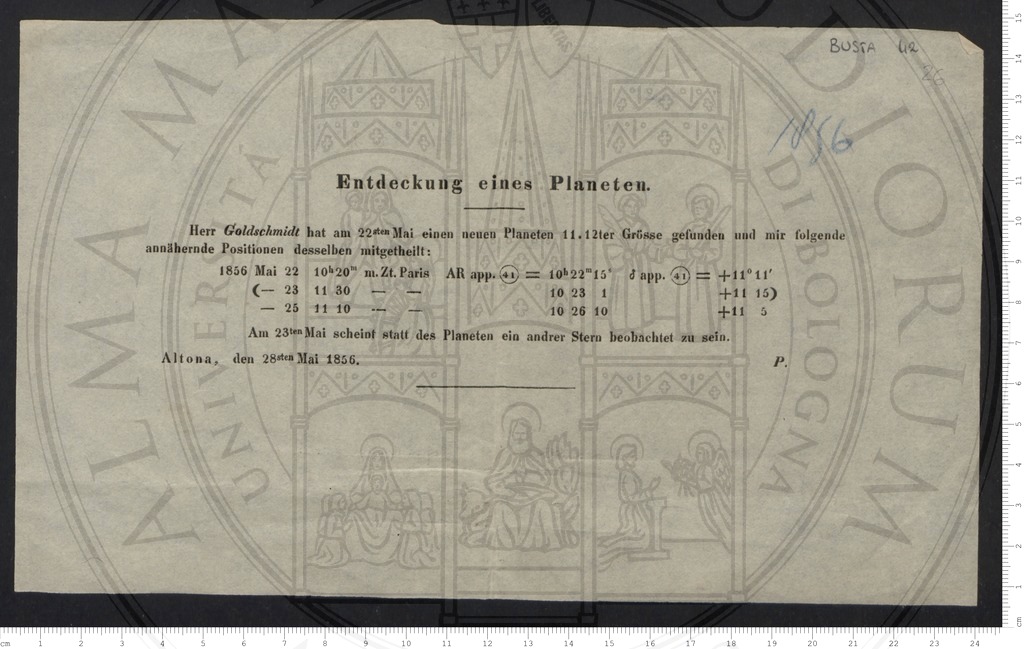 BUSTA 42
26
1856
Entdeckung eines Planeten.
Herr Goldschmidt hat am 22sten Mai einen neuen Planeten 11.12ter Grösse gefunden und mir folgende
annähernde Positionen desselben mitgetheilt:
1856 Mai 22 10h20m m. Zt. Paris AR app. (41) = 10h22m15s δ app. (41) = +11°11′
(— 23 11 30 — — 10 23 1 +11 15)
— 25 11 10 — — 10 26 10 +11 5
Am 23ten Mai scheint statt des Planeten ein andrer Stern beobachtet zu sein.
Altona, den 28sten Mai 1856. P.
ALMA MATER STUDIORUM
UNIVERSITÀ DI BOLOGNA
LIBERTAS